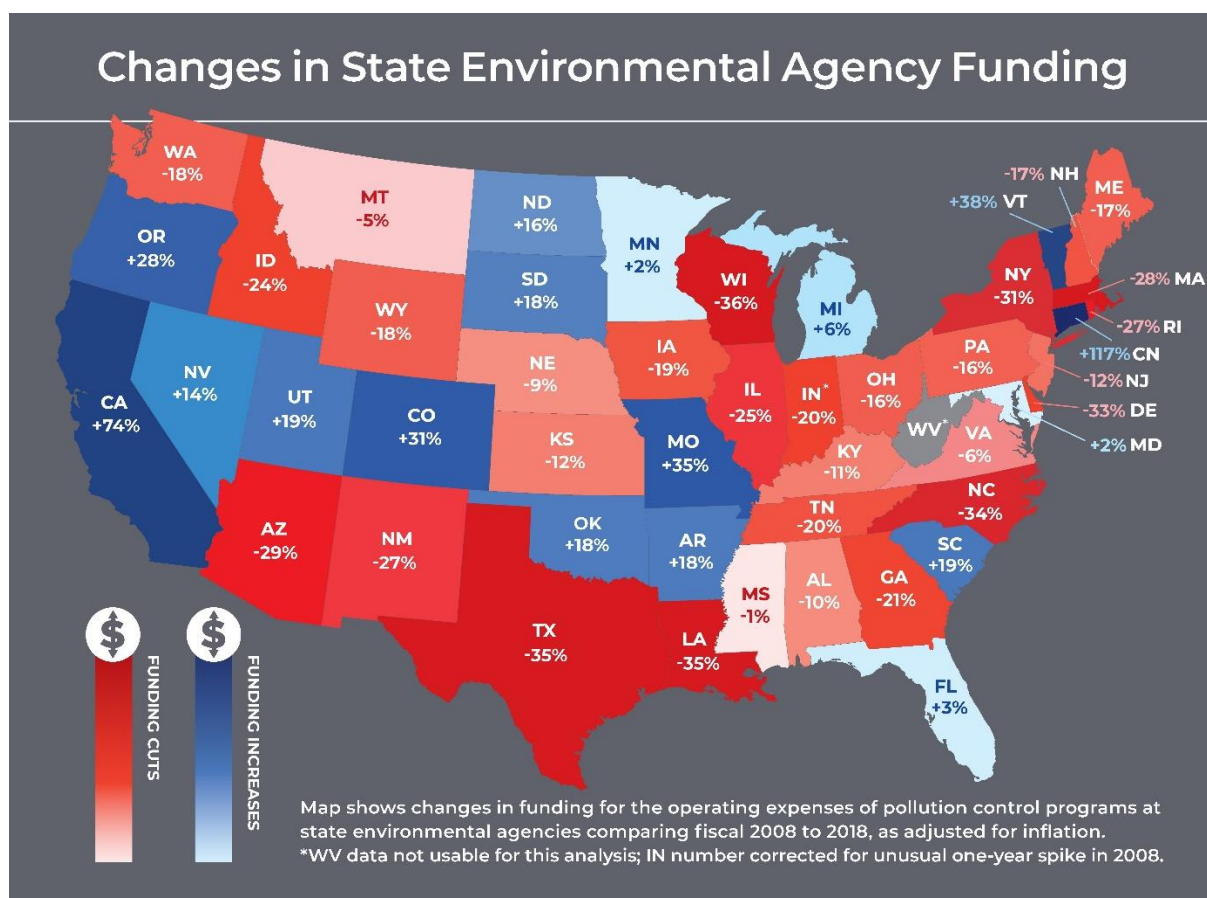 Changes in State Environmental Agency Funding
WA
-18%
MT
-5%
ND
+16%
MN
+2%
-17% NH
+38% VT
ME
-17%
OR
+28%
ID
-24%
SD
+18%
WI
-36%
MI
+6%
NY
-31%
-28% MA
-27% RI
+117% CN
-12% NJ
-33% DE
+2% MD
WY
-18%
NE
-9%
IA
-19%
PA
-16%
CA
+74%
NV
+14%
UT
+19%
CO
+31%
KS
-12%
MO
+35%
IL
-25%
IN*
-20%
OH
-16%
WV*
VA
-6%
KY
-11%
AZ
-29%
NM
-27%
OK
+18%
AR
+18%
TN
-20%
NC
-34%
SC
+19%
TX
-35%
LA
-35%
MS
-1%
AL
-10%
GA
-21%
FL
+3%
$
FUNDING CUTS
$
FUNDING INCREASES
Map shows changes in funding for the operating expenses of pollution control programs at
state environmental agencies comparing fiscal 2008 to 2018, as adjusted for inflation.
*WV data not usable for this analysis; IN number corrected for unusual one-year spike in 2008.